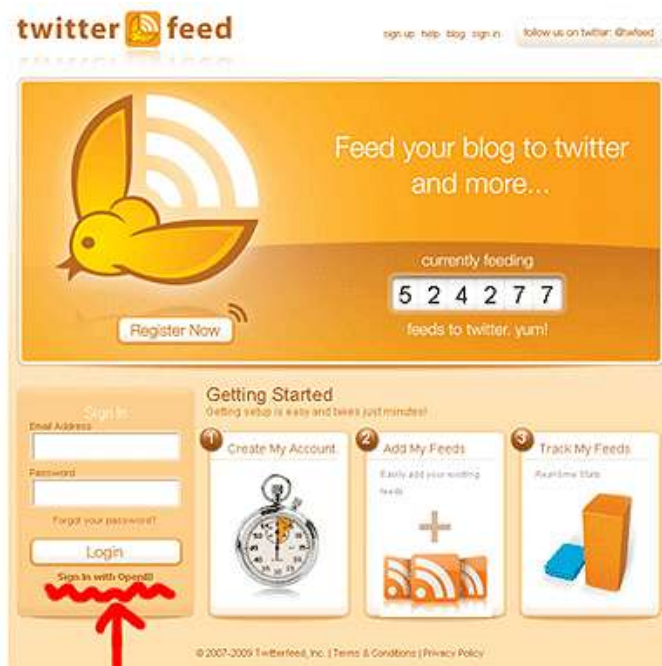 twitter feed
sign up help blog sign in
follow us on twitter: @twfeed
Feed your blog to twitter
and more...
currently feeding
5 2 4 2 7 7
feeds to twitter. yum!
Register Now
Sign In
Email Address
Password
Forgot your password?
Login
Sign In with OpenID
Getting Started
Getting setup is easy and takes just minutes!
1 Create My Account
2 Add My Feeds
Easily add your existing
feeds
3 Track My Feeds
Real-time Stats
© 2007-2009 Twitterfeed, Inc. | Terms & Conditions | Privacy Policy